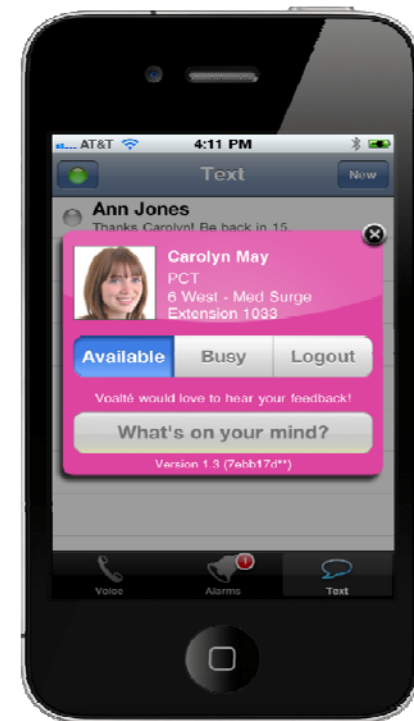 AT&T 4:11 PM
Text New
Ann Jones
Thanks Carolyn! Be back in 15.
Carolyn May
PCT
6 West - Med Surge
Extension 1033
Available Busy Logout
Voalté would love to hear your feedback!
What's on your mind?
Version 1.3 (7ebb17d**)
1
Voice Alarms Text